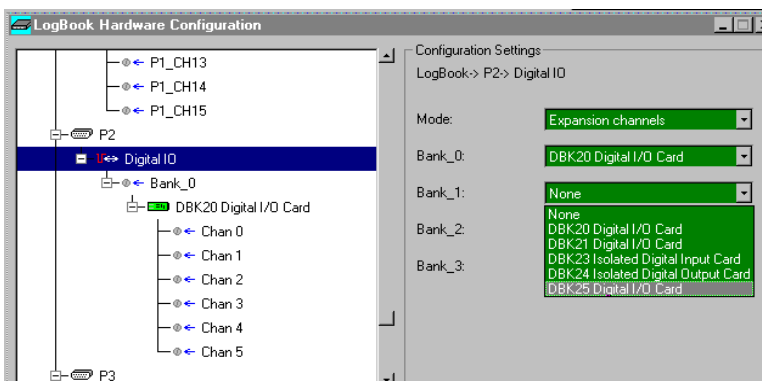 LogBook Hardware Configuration
P1_CH13
P1_CH14
P1_CH15
P2
Digital IO
Bank_0
DBK20 Digital I/O Card
Chan 0
Chan 1
Chan 2
Chan 3
Chan 4
Chan 5
P3
Configuration Settings
LogBook-> P2-> Digital IO
Mode: Expansion channels
Bank_0: DBK20 Digital I/O Card
Bank_1: None
None
DBK20 Digital I/O Card
Bank_2: DBK21 Digital I/O Card
DBK23 Isolated Digital Input Card
Bank_3: DBK24 Isolated Digital Output Card
DBK25 Digital I/O Card